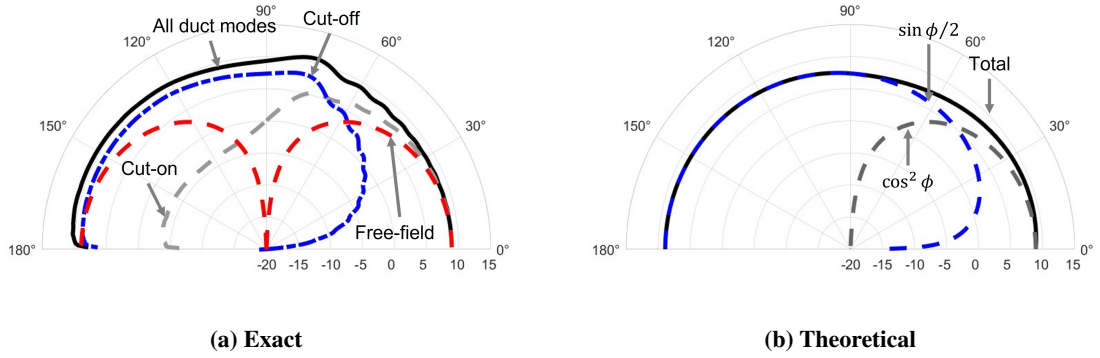 All duct modes
90°
Cut-off
120°
60°
150°
30°
Cut-on
Free-field
180°
0°
-20 -15 -10 -5 0 5 10 15
(a) Exact
90°
sin ϕ/2
120°
60°
Total
150°
30°
cos² ϕ
180°
0°
-20 -15 -10 -5 0 5 10 15
(b) Theoretical